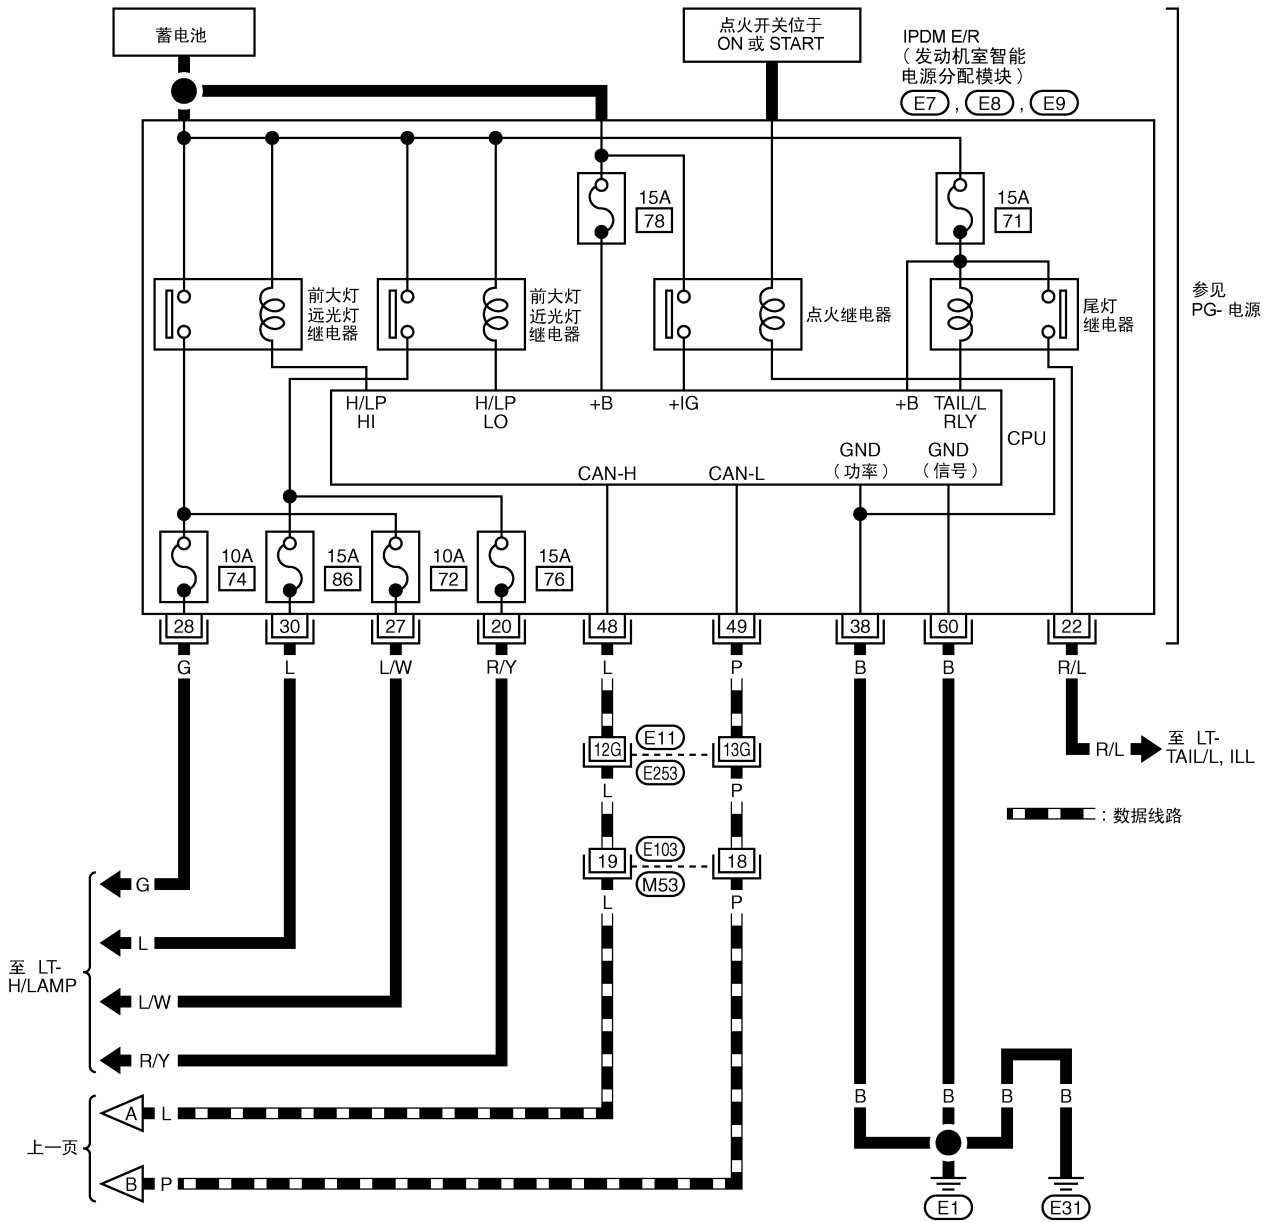 蓄电池
点火开关位于
ON 或 START
IPDM E/R
（发动机室智能
电源分配模块）
E7 , E8 , E9
15A
78
15A
71
前大灯
远光灯
继电器
前大灯
近光灯
继电器
点火继电器
尾灯
继电器
参见
PG- 电源
H/LP
HI
H/LP
LO
+B
+IG
+B
TAIL/L
RLY
CPU
GND
（功率）
GND
（信号）
CAN-H
CAN-L
10A
74
15A
86
10A
72
15A
76
28
30
27
20
48
49
38
60
22
G
L
L/W
R/Y
L
P
B
B
R/L
12G
E11
E253
13G
R/L
至 LT-
TAIL/L, ILL
L
P
: 数据线路
19
E103
M53
18
L
P
G
L
L/W
R/Y
至 LT-
H/LAMP
A
L
B
P
上一页
B
B
B
B
E1
E31